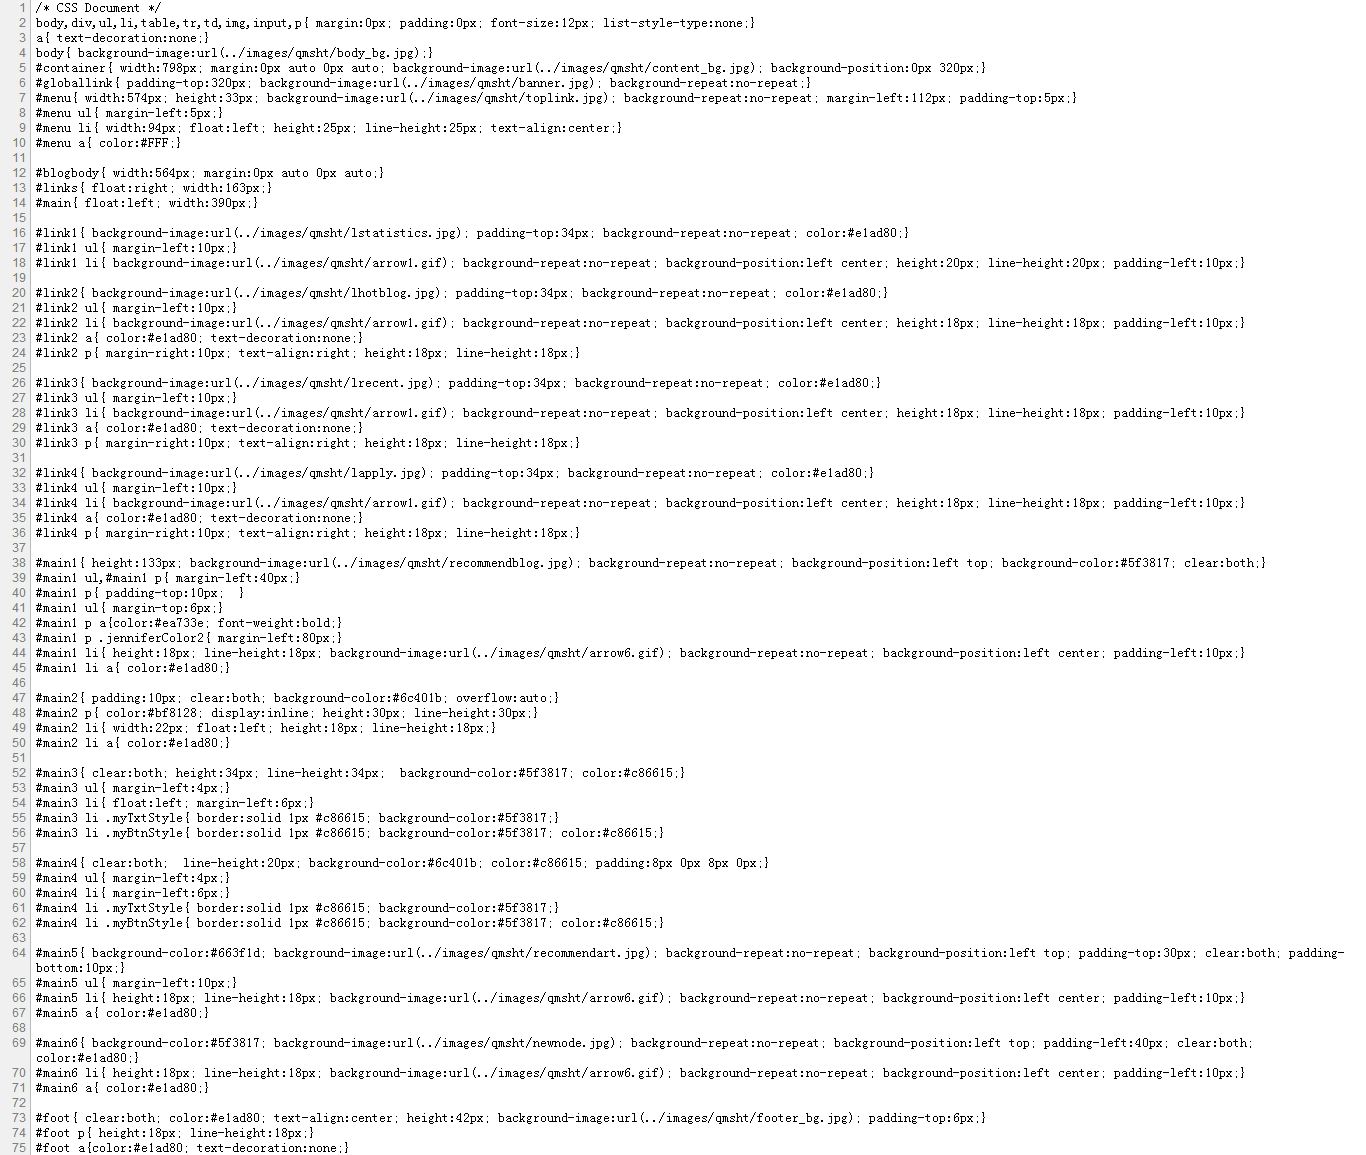 1 /* CSS Document */
2 body,div,ul,li,table,tr,td,img,input,p{ margin:0px; padding:0px; font-size:12px; list-style-type:none;}
3 a{ text-decoration:none;}
4 body{ background-image:url(../images/qmsht/body_bg.jpg);}
5 #container{ width:798px; margin:0px auto 0px auto; background-image:url(../images/qmsht/content_bg.jpg); background-position:0px 320px;}
6 #globallink{ padding-top:320px; background-image:url(../images/qmsht/banner.jpg); background-repeat:no-repeat;}
7 #menu{ width:574px; height:33px; background-image:url(../images/qmsht/toplink.jpg); background-repeat:no-repeat; margin-left:112px; padding-top:5px;}
8 #menu ul{ margin-left:5px;}
9 #menu li{ width:94px; float:left; height:25px; line-height:25px; text-align:center;}
10 #menu a{ color:#FFF;}
11
12 #blogbody{ width:564px; margin:0px auto 0px auto;}
13 #links{ float:right; width:163px;}
14 #main{ float:left; width:390px;}
15
16 #link1{ background-image:url(../images/qmsht/lstatistics.jpg); padding-top:34px; background-repeat:no-repeat; color:#e1ad80;}
17 #link1 ul{ margin-left:10px;}
18 #link1 li{ background-image:url(../images/qmsht/arrow1.gif); background-repeat:no-repeat; background-position:left center; height:20px; line-height:20px; padding-left:10px;}
19
20 #link2{ background-image:url(../images/qmsht/lhotblog.jpg); padding-top:34px; background-repeat:no-repeat; color:#e1ad80;}
21 #link2 ul{ margin-left:10px;}
22 #link2 li{ background-image:url(../images/qmsht/arrow1.gif); background-repeat:no-repeat; background-position:left center; height:18px; line-height:18px; padding-left:10px;}
23 #link2 a{ color:#e1ad80; text-decoration:none;}
24 #link2 p{ margin-right:10px; text-align:right; height:18px; line-height:18px;}
25
26 #link3{ background-image:url(../images/qmsht/lrecent.jpg); padding-top:34px; background-repeat:no-repeat; color:#e1ad80;}
27 #link3 ul{ margin-left:10px;}
28 #link3 li{ background-image:url(../images/qmsht/arrow1.gif); background-repeat:no-repeat; background-position:left center; height:18px; line-height:18px; padding-left:10px;}
29 #link3 a{ color:#e1ad80; text-decoration:none;}
30 #link3 p{ margin-right:10px; text-align:right; height:18px; line-height:18px;}
31
32 #link4{ background-image:url(../images/qmsht/lapply.jpg); padding-top:34px; background-repeat:no-repeat; color:#e1ad80;}
33 #link4 ul{ margin-left:10px;}
34 #link4 li{ background-image:url(../images/qmsht/arrow1.gif); background-repeat:no-repeat; background-position:left center; height:18px; line-height:18px; padding-left:10px;}
35 #link4 a{ color:#e1ad80; text-decoration:none;}
36 #link4 p{ margin-right:10px; text-align:right; height:18px; line-height:18px;}
37
38 #main1{ height:133px; background-image:url(../images/qmsht/recommendblog.jpg); background-repeat:no-repeat; background-position:left top; background-color:#5f3817; clear:both;}
39 #main1 ul,#main1 p{ margin-left:40px;}
40 #main1 p{ padding-top:10px;  }
41 #main1 ul{ margin-top:6px;}
42 #main1 p a{color:#ea733e; font-weight:bold;}
43 #main1 p .jenniferColor2{ margin-left:80px;}
44 #main1 li{ height:18px; line-height:18px; background-image:url(../images/qmsht/arrow6.gif); background-repeat:no-repeat; background-position:left center; padding-left:10px;}
45 #main1 li a{ color:#e1ad80;}
46
47 #main2{ padding:10px; clear:both; background-color:#6c401b; overflow:auto;}
48 #main2 p{ color:#bf8128; display:inline; height:30px; line-height:30px;}
49 #main2 li{ width:22px; float:left; height:18px; line-height:18px;}
50 #main2 li a{ color:#e1ad80;}
51
52 #main3{ clear:both; height:34px; line-height:34px;  background-color:#5f3817; color:#c86615;}
53 #main3 ul{ margin-left:4px;}
54 #main3 li{ float:left; margin-left:6px;}
55 #main3 li .myTxtStyle{ border:solid 1px #c86615; background-color:#5f3817;}
56 #main3 li .myBtnStyle{ border:solid 1px #c86615; background-color:#5f3817; color:#c86615;}
57
58 #main4{ clear:both;  line-height:20px; background-color:#6c401b; color:#c86615; padding:8px 0px 8px 0px;}
59 #main4 ul{ margin-left:4px;}
60 #main4 li{ margin-left:6px;}
61 #main4 li .myTxtStyle{ border:solid 1px #c86615; background-color:#5f3817;}
62 #main4 li .myBtnStyle{ border:solid 1px #c86615; background-color:#5f3817; color:#c86615;}
63
64 #main5{ background-color:#663f1d; background-image:url(../images/qmsht/recommendart.jpg); background-repeat:no-repeat; background-position:left top; padding-top:30px; clear:both; padding-
bottom:10px;}
65 #main5 ul{ margin-left:10px;}
66 #main5 li{ height:18px; line-height:18px; background-image:url(../images/qmsht/arrow6.gif); background-repeat:no-repeat; background-position:left center; padding-left:10px;}
67 #main5 a{ color:#e1ad80;}
68
69 #main6{ background-color:#5f3817; background-image:url(../images/qmsht/newnode.jpg); background-repeat:no-repeat; background-position:left top; padding-left:40px; clear:both;
color:#e1ad80;}
70 #main6 li{ height:18px; line-height:18px; background-image:url(../images/qmsht/arrow6.gif); background-repeat:no-repeat; background-position:left center; padding-left:10px;}
71 #main6 a{ color:#e1ad80;}
72
73 #foot{ clear:both; color:#e1ad80; text-align:center; height:42px; background-image:url(../images/qmsht/footer_bg.jpg); padding-top:6px;}
74 #foot p{ height:18px; line-height:18px;}
75 #foot a{color:#e1ad80; text-decoration:none;}